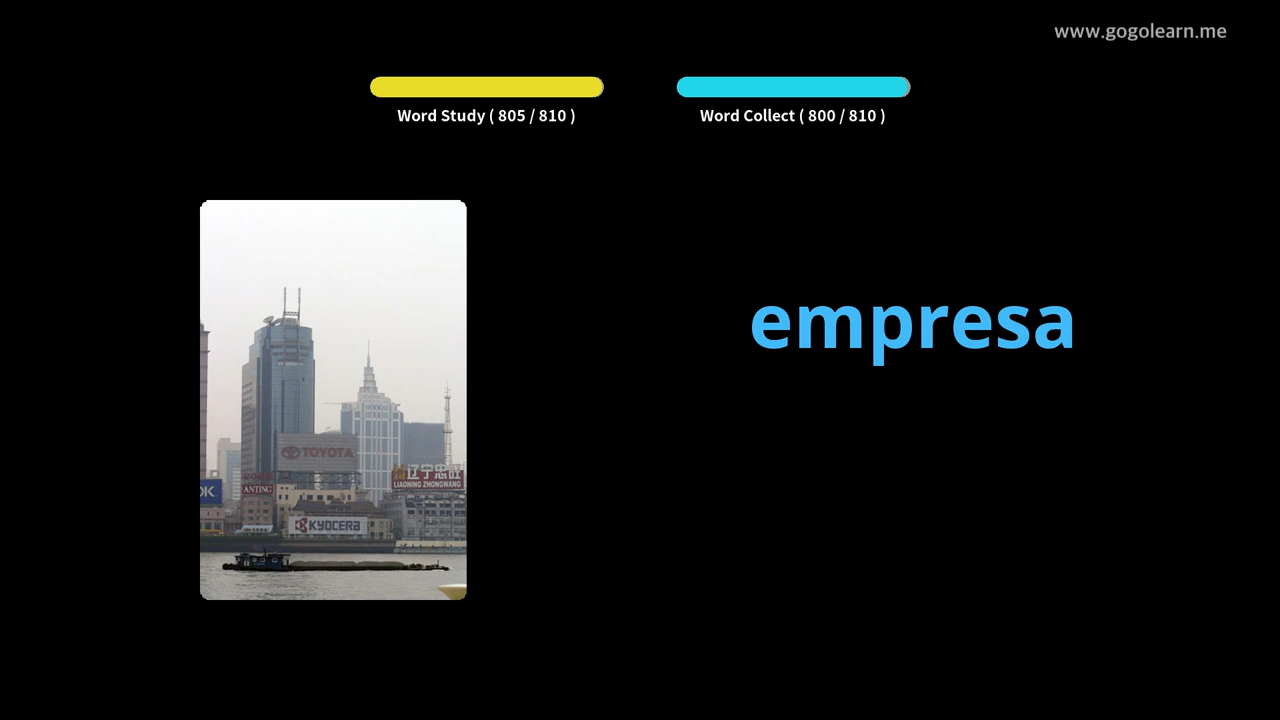 www.gogolearn.me
Word Study ( 805 / 810 )
Word Collect ( 800 / 810 )
empresa
TOYOTA
辽宁忠旺
LIAONING ZHONGWANG
OK
ANTING
KYOCERA